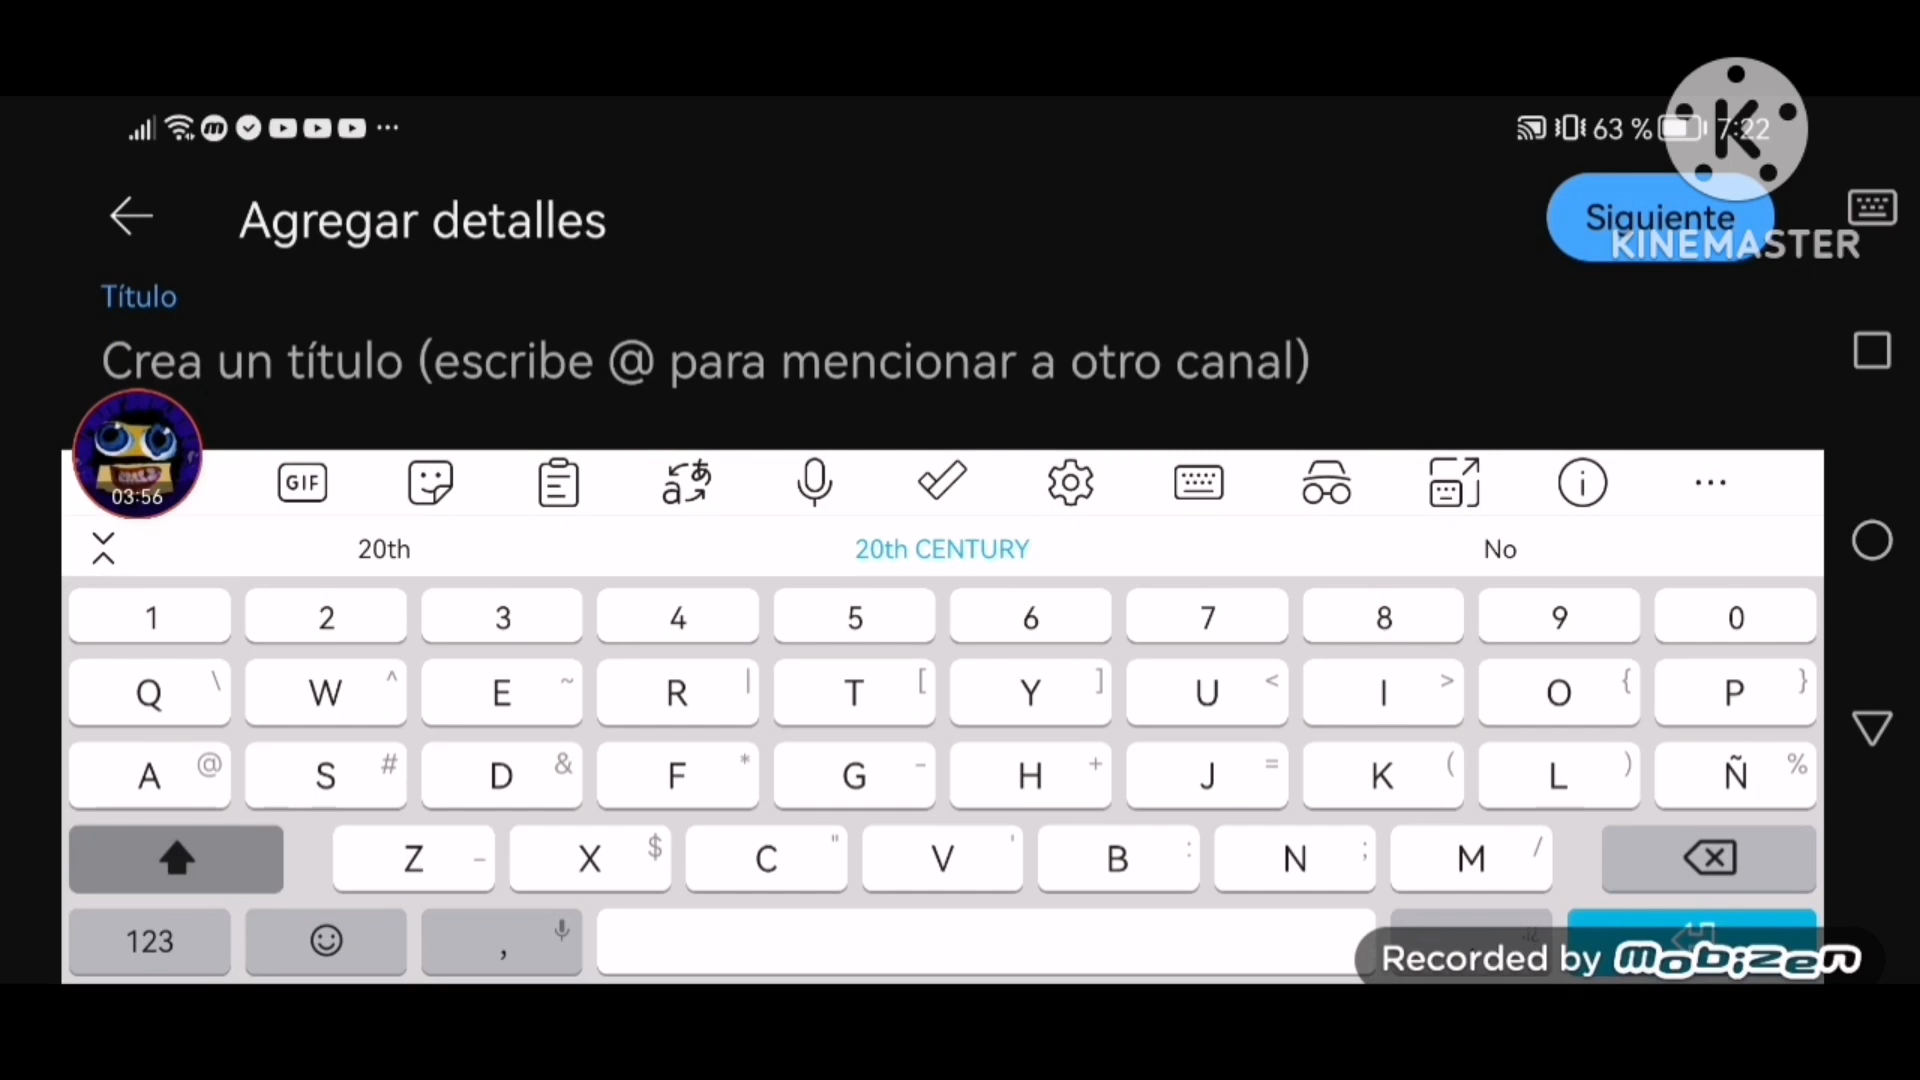 63 % 7:22
Agregar detalles
Siguiente
KINEMASTER
Título
Crea un título (escribe @ para mencionar a otro canal)
03:56
GIF
20th 20th CENTURY No
1 2 3 4 5 6 7 8 9 0
Q \ W ^ E ~ R | T [ Y ] U < I > O { P }
A @ S # D & F * G - H + J = K ( L ) Ñ %
Z _ X $ C " V ' B : N ; M /
123 ,
Recorded by mobizen